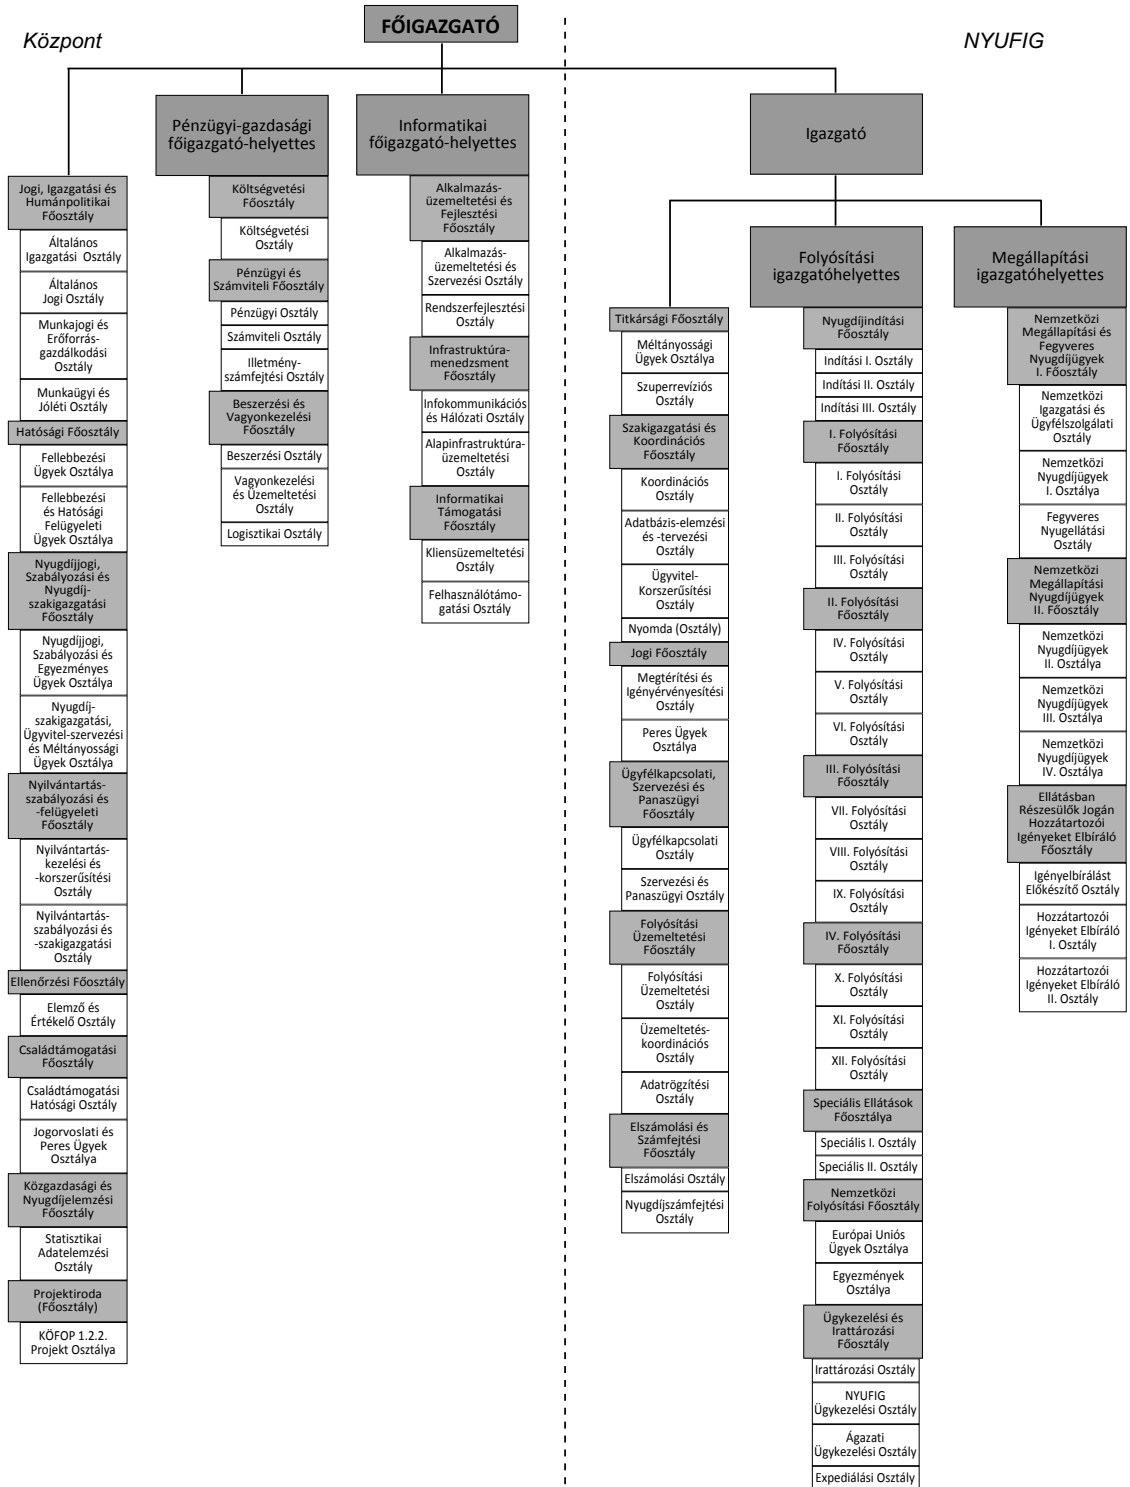 FŐIGAZGATÓ
Központ
NYUFIG
Pénzügyi-gazdasági
főigazgató-helyettes
Informatikai
főigazgató-helyettes
Igazgató
Jogi, Igazgatási és
Humánpolitikai
Főosztály
Általános
Igazgatási Osztály
Általános
Jogi Osztály
Munkajogi és
Erőforrás-
gazdálkodási
Osztály
Munkaügyi és
Jóléti Osztály
Hatósági Főosztály
Fellebbezési
Ügyek Osztálya
Fellebbezési
és Hatósági
Felügyeleti
Ügyek Osztálya
Nyugdíjjogi,
Szabályozási és
Nyugdíj-
szakigazgatási
Főosztály
Nyugdíjjogi,
Szabályozási és
Egyezményes
Ügyek Osztálya
Nyugdíj-
szakigazgatási,
Ügyvitel-szervezési
és Méltányossági
Ügyek Osztálya
Nyilvántartás-
szabályozási és
-felügyeleti
Főosztály
Nyilvántartás-
kezelési és
-korszerűsítési
Osztály
Nyilvántartás-
szabályozási és
-szakigazgatási
Osztály
Ellenőrzési Főosztály
Elemző és
Értékelő Osztály
Családtámogatási
Főosztály
Családtámogatási
Hatósági Osztály
Jogorvoslati és
Peres Ügyek
Osztálya
Közgazdasági és
Nyugdíjelemzési
Főosztály
Statisztikai
Adatelemzési
Osztály
Projektiroda
(Főosztály)
KÖFOP 1.2.2.
Projekt Osztálya
Költségvetési
Főosztály
Költségvetési
Osztály
Pénzügyi és
Számviteli Főosztály
Pénzügyi Osztály
Számviteli Osztály
Illetmény-
számfejtési Osztály
Beszerzési és
Vagyonkezelési
Főosztály
Beszerzési Osztály
Vagyonkezelési
és Üzemeltetési
Osztály
Logisztikai Osztály
Alkalmazás-
üzemeltetési és
Fejlesztési
Főosztály
Alkalmazás-
üzemeltetési és
Szervezési Osztály
Rendszerfejlesztési
Osztály
Infrastruktúra-
menedzsment
Főosztály
Infokommunikációs
és Hálózati Osztály
Alapinfrastruktúra-
üzemeltetési
Osztály
Informatikai
Támogatási
Főosztály
Kliensüzemeltetési
Osztály
Felhasználótámo-
gatási Osztály
Titkársági Főosztály
Méltányossági
Ügyek Osztálya
Szuperrevíziós
Osztály
Szakigazgatási és
Koordinációs
Főosztály
Koordinációs
Osztály
Adatbázis-elemzési
és -tervezési
Osztály
Ügyvitel-
Korszerűsítési
Osztály
Nyomda (Osztály)
Jogi Főosztály
Megtérítési és
Igényérvényesítési
Osztály
Peres Ügyek
Osztálya
Ügyfélkapcsolati,
Szervezési és
Panaszügyi
Főosztály
Ügyfélkapcsolati
Osztály
Szervezési és
Panaszügyi Osztály
Folyósítási
Üzemeltetési
Főosztály
Folyósítási
Üzemeltetési
Osztály
Üzemeltetés-
koordinációs
Osztály
Adatrögzítési
Osztály
Elszámolási és
Számfejtési
Főosztály
Elszámolási Osztály
Nyugdíjszámfejtési
Osztály
Folyósítási
igazgatóhelyettes
Nyugdíjindítási
Főosztály
Indítási I. Osztály
Indítási II. Osztály
Indítási III. Osztály
I. Folyósítási
Főosztály
I. Folyósítási
Osztály
II. Folyósítási
Osztály
III. Folyósítási
Osztály
II. Folyósítási
Főosztály
IV. Folyósítási
Osztály
V. Folyósítási
Osztály
VI. Folyósítási
Osztály
III. Folyósítási
Főosztály
VII. Folyósítási
Osztály
VIII. Folyósítási
Osztály
IX. Folyósítási
Osztály
IV. Folyósítási
Főosztály
X. Folyósítási
Osztály
XI. Folyósítási
Osztály
XII. Folyósítási
Osztály
Speciális Ellátások
Főosztálya
Speciális I. Osztály
Speciális II. Osztály
Nemzetközi
Folyósítási Főosztály
Európai Uniós
Ügyek Osztálya
Egyezmények
Osztálya
Ügykezelési és
Irattározási
Főosztály
Irattározási Osztály
NYUFIG
Ügykezelési Osztály
Ágazati
Ügykezelési Osztály
Expediálási Osztály
Megállapítási
igazgatóhelyettes
Nemzetközi
Megállapítási és
Fegyveres
Nyugdíjügyek
I. Főosztály
Nemzetközi
Igazgatási és
Ügyfélszolgálati
Osztály
Nemzetközi
Nyugdíjügyek
I. Osztálya
Fegyveres
Nyugellátási
Osztály
Nemzetközi
Megállapítási
Nyugdíjügyek
II. Főosztály
Nemzetközi
Nyugdíjügyek
II. Osztálya
Nemzetközi
Nyugdíjügyek
III. Osztálya
Nemzetközi
Nyugdíjügyek
IV. Osztálya
Ellátásban
Részesülők Jogán
Hozzátartozói
Igényeket Elbíráló
Főosztály
Igényelbírálást
Előkészítő Osztály
Hozzátartozói
Igényeket Elbíráló
I. Osztály
Hozzátartozói
Igényeket Elbíráló
II. Osztály